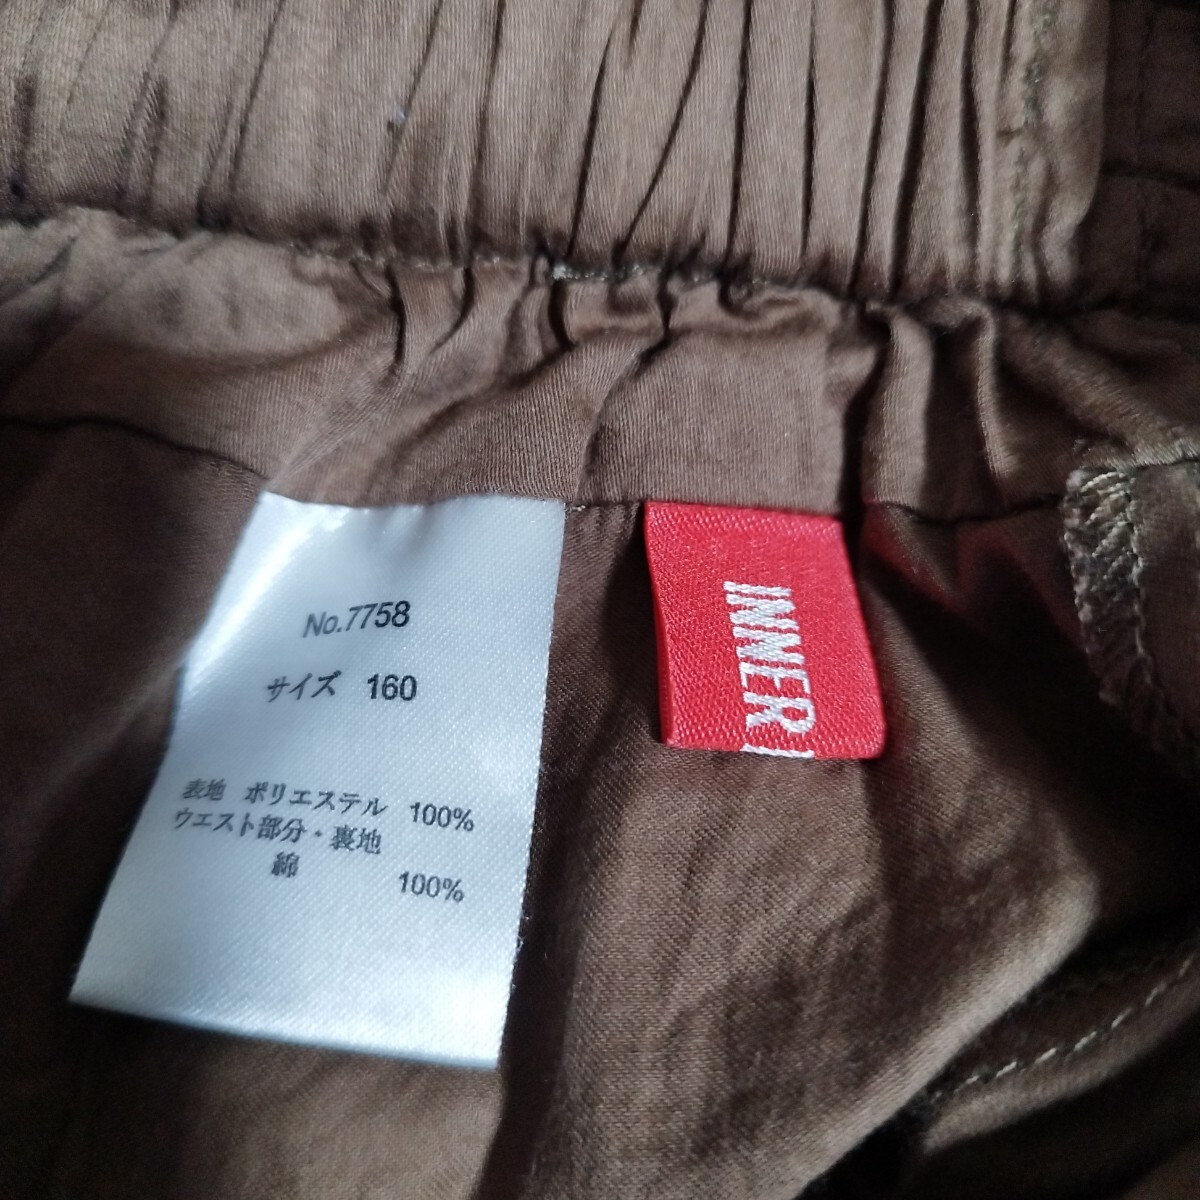 No.7758
サイズ 160
表地 ポリエステル 100%
ウエスト部分・裏地
綿 100%
INMER